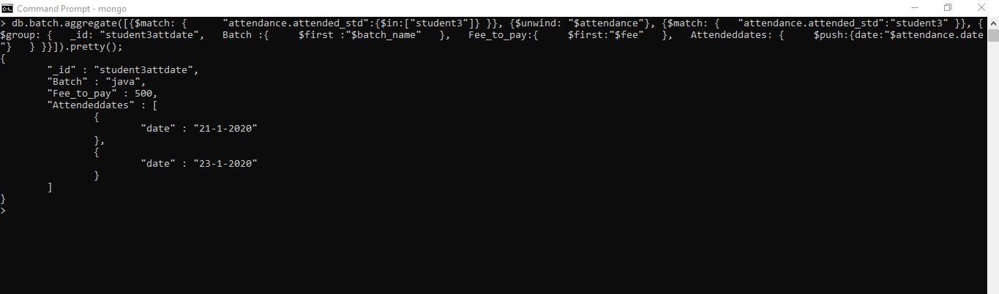 Command Prompt - mongo
> db.batch.aggregate([{$match: {      "attendance.attended_std":{$in:["student3"]} }}, {$unwind: "$attendance"}, {$match: {   "attendance.attended_std":"student3" }}, {
$group: {   _id: "student3attdate",   Batch :{     $first :"$batch_name"   },   Fee_to_pay:{     $first:"$fee"   },   Attendeddates: {     $push:{date:"$attendance.date
"}   } }}]).pretty();
{
        "_id" : "student3attdate",
        "Batch" : "java",
        "Fee_to_pay" : 500,
        "Attendeddates" : [
                {
                        "date" : "21-1-2020"
                },
                {
                        "date" : "23-1-2020"
                }
        ]
}
>